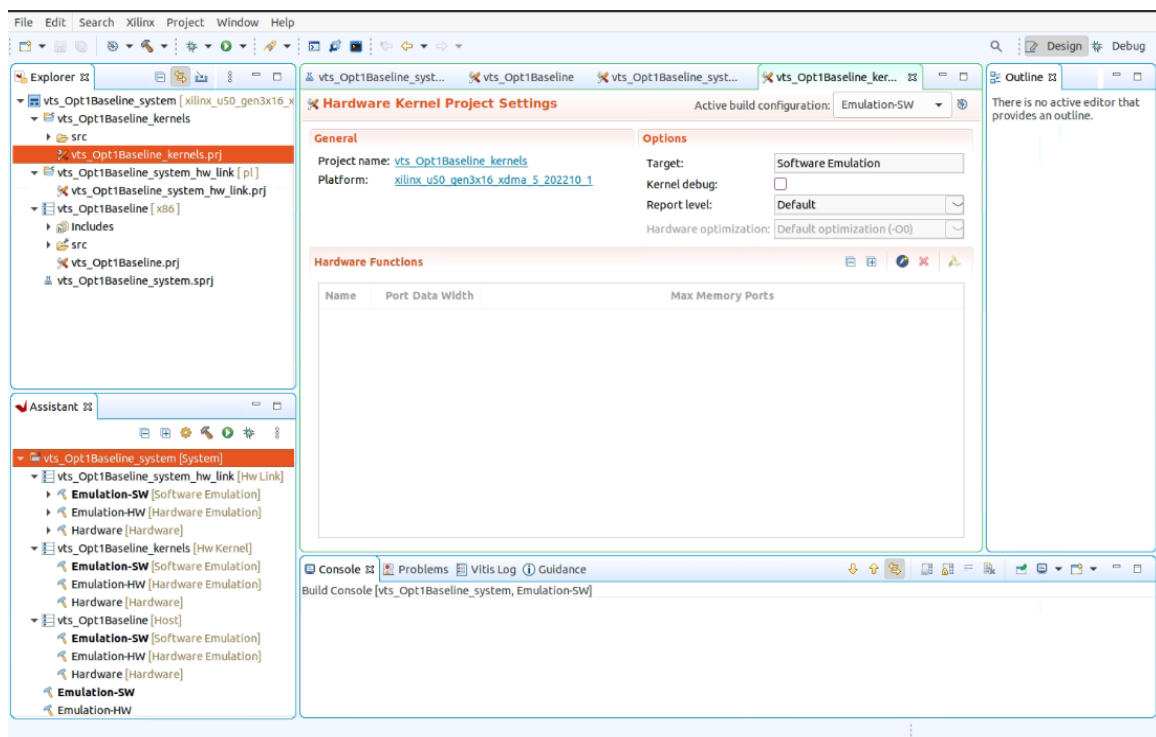 File Edit Search Xilinx Project Window Help
Design Debug
Explorer
vts_Opt1Baseline_system [ xilinx_u50_gen3x16_x
vts_Opt1Baseline_kernels
src
vts_Opt1Baseline_kernels.prj
vts_Opt1Baseline_system_hw_link [ pl ]
vts_Opt1Baseline_system_hw_link.prj
vts_Opt1Baseline [ x86 ]
Includes
src
vts_Opt1Baseline.prj
vts_Opt1Baseline_system.sprj
Assistant
vts_Opt1Baseline_system [System]
vts_Opt1Baseline_system_hw_link [Hw Link]
Emulation-SW [Software Emulation]
Emulation-HW [Hardware Emulation]
Hardware [Hardware]
vts_Opt1Baseline_kernels [Hw Kernel]
Emulation-SW [Software Emulation]
Emulation-HW [Hardware Emulation]
Hardware [Hardware]
vts_Opt1Baseline [Host]
Emulation-SW [Software Emulation]
Emulation-HW [Hardware Emulation]
Hardware [Hardware]
Emulation-SW
Emulation-HW
vts_Opt1Baseline_syst... vts_Opt1Baseline vts_Opt1Baseline_syst... vts_Opt1Baseline_ker...
Hardware Kernel Project Settings Active build configuration: Emulation-SW
General
Project name: vts_Opt1Baseline_kernels
Platform: xilinx_u50_gen3x16_xdma_5_202210_1
Options
Target: Software Emulation
Kernel debug:
Report level: Default
Hardware optimization: Default optimization (-O0)
Hardware Functions
Name Port Data Width Max Memory Ports
Console Problems Vitis Log Guidance
Build Console [vts_Opt1Baseline_system, Emulation-SW]
Outline
There is no active editor that
provides an outline.